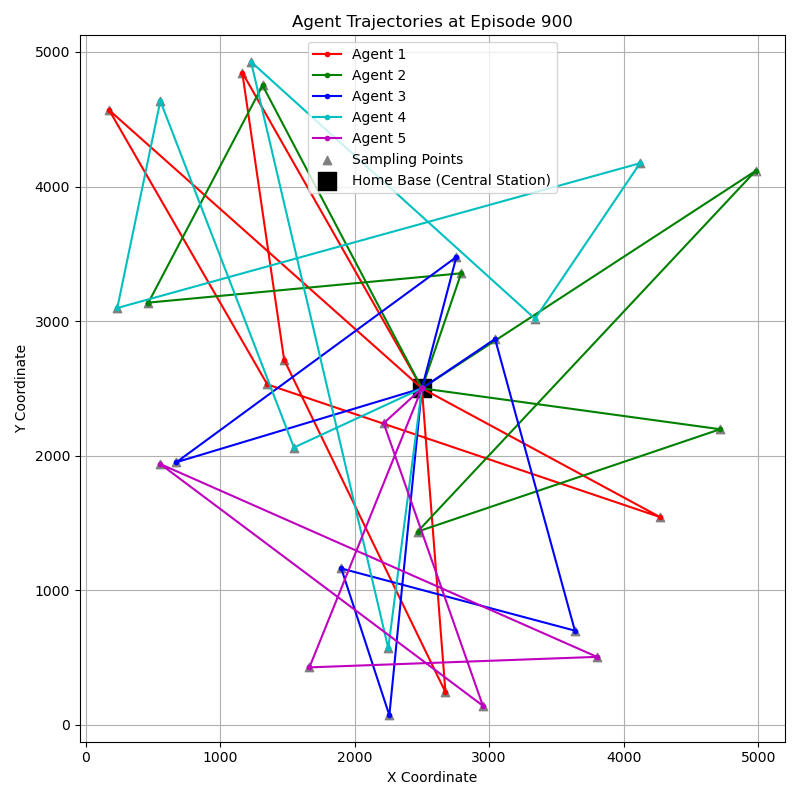 Agent Trajectories at Episode 900
Agent 1
Agent 2
Agent 3
Agent 4
Agent 5
Sampling Points
Home Base (Central Station)
Y Coordinate
5000
4000
3000
2000
1000
0
0 1000 2000 3000 4000 5000
X Coordinate